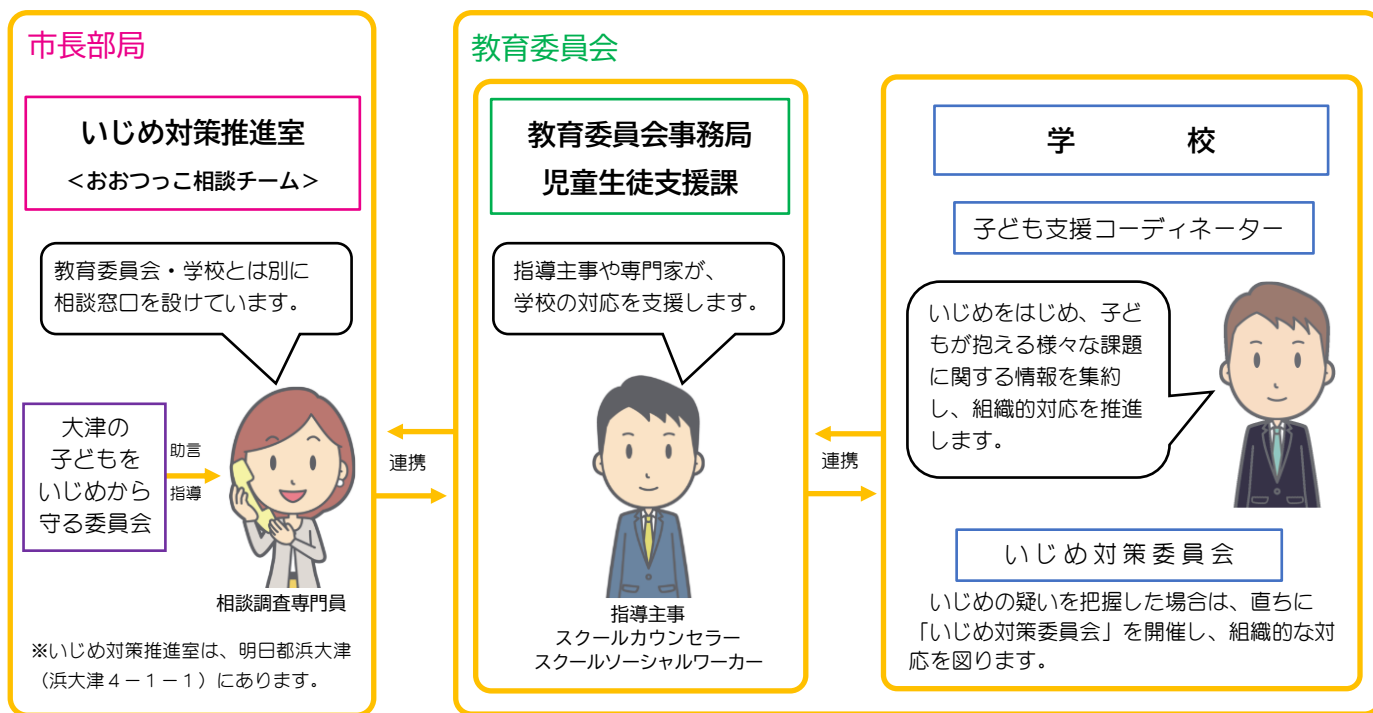 市長部局
いじめ対策推進室
＜おおつっこ相談チーム＞
教育委員会・学校とは別に
相談窓口を設けています。
大津の
子どもを
いじめから
守る委員会
助言
指導
相談調査専門員
※いじめ対策推進室は、明日都浜大津
（浜大津４－１－１）にあります。
連携
教育委員会
教育委員会事務局
児童生徒支援課
指導主事や専門家が、
学校の対応を支援します。
指導主事
スクールカウンセラー
スクールソーシャルワーカー
連携
学　　　校
子ども支援コーディネーター
いじめをはじめ、子ど
もが抱える様々な課題
に関する情報を集約
し、組織的対応を推進
します。
いじめ対策委員会
いじめの疑いを把握した場合は、直ちに
「いじめ対策委員会」を開催し、組織的な対
応を図ります。